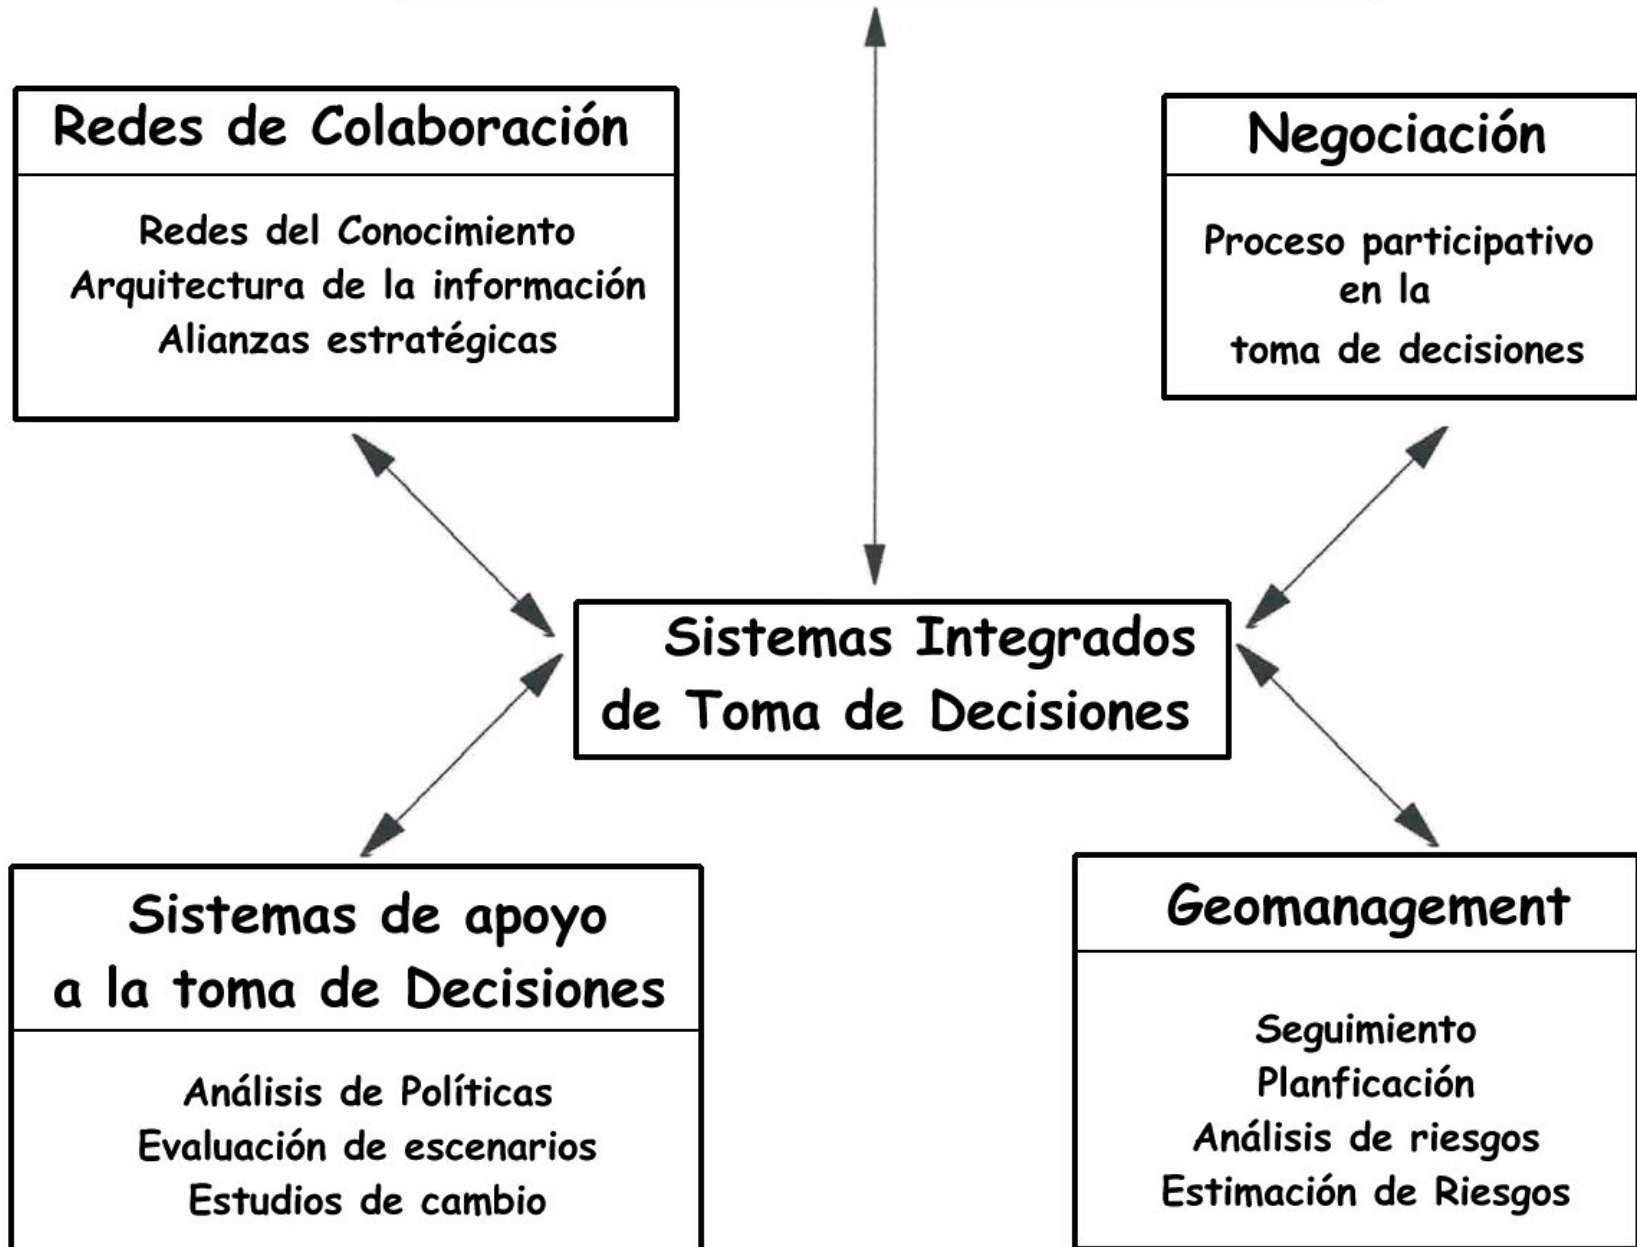 Redes de Colaboración
Redes del Conocimiento
Arquitectura de la información
Alianzas estratégicas
Negociación
Proceso participativo
en la
toma de decisiones
Sistemas Integrados
de Toma de Decisiones
Sistemas de apoyo
a la toma de Decisiones
Análisis de Políticas
Evaluación de escenarios
Estudios de cambio
Geomanagement
Seguimiento
Planficación
Análisis de riesgos
Estimación de Riesgos